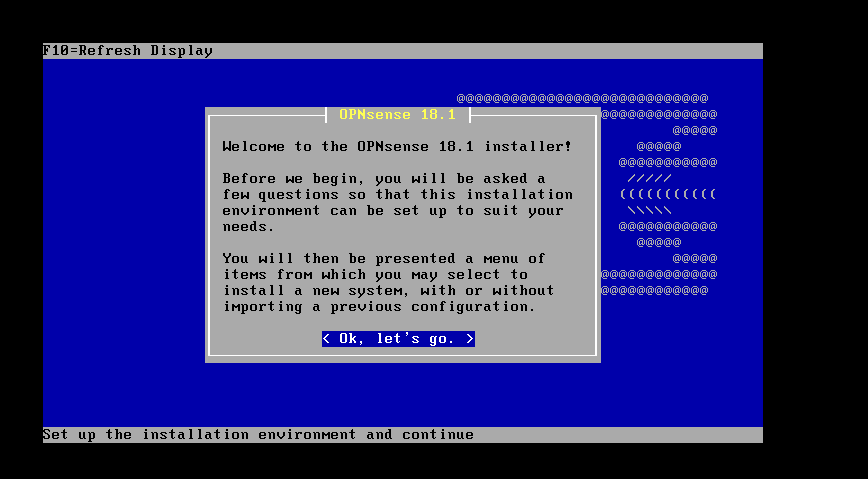 F10=Refresh Display
@@@@@@@@@@@@@@@@@@@@@@@@@@@@
OPNsense 18.1
Welcome to the OPNsense 18.1 installer!
Before we begin, you will be asked a
few questions so that this installation
environment can be set up to suit your
needs.
You will then be presented a menu of
items from which you may select to
install a new system, with or without
importing a previous configuration.
< Ok, let's go. >
@@@@@@@@@@@@@
@@@@@
@@@@@
@@@@@@@@@@@
/////
(((((((((((
\\\\\
@@@@@@@@@@@
@@@@@
@@@@@
@@@@@@@@@@@@@
@@@@@@@@@@@@
Set up the installation environment and continue